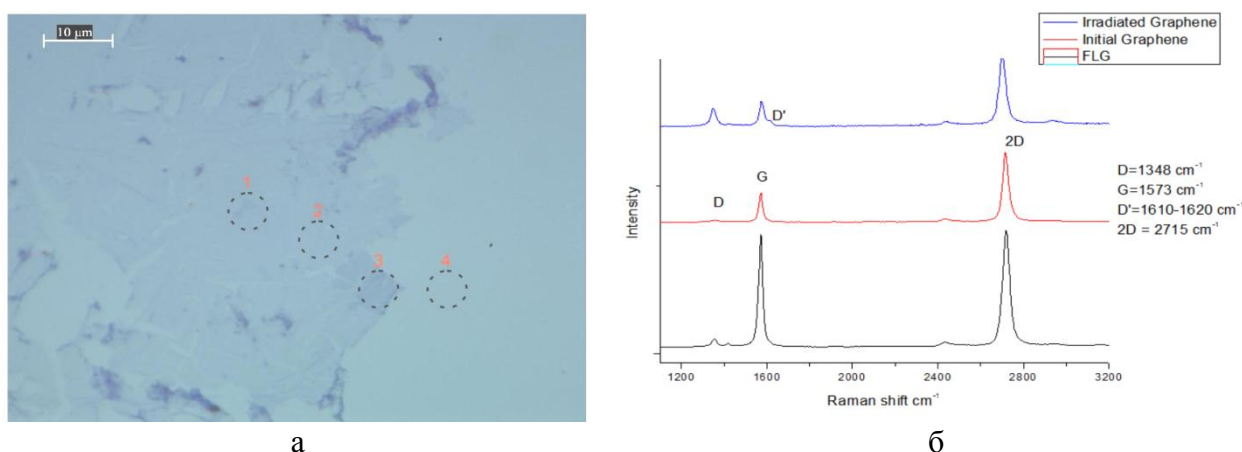 10 μm
1
2
3
4
а
Irradiated Graphene
Initial Graphene
FLG
D'
2D
G
D
D=1348 cm⁻¹
G=1573 cm⁻¹
D'=1610-1620 cm⁻¹
2D = 2715 cm⁻¹
Intensity
1200 1600 2000 2400 2800 3200
Raman shift cm⁻¹
б